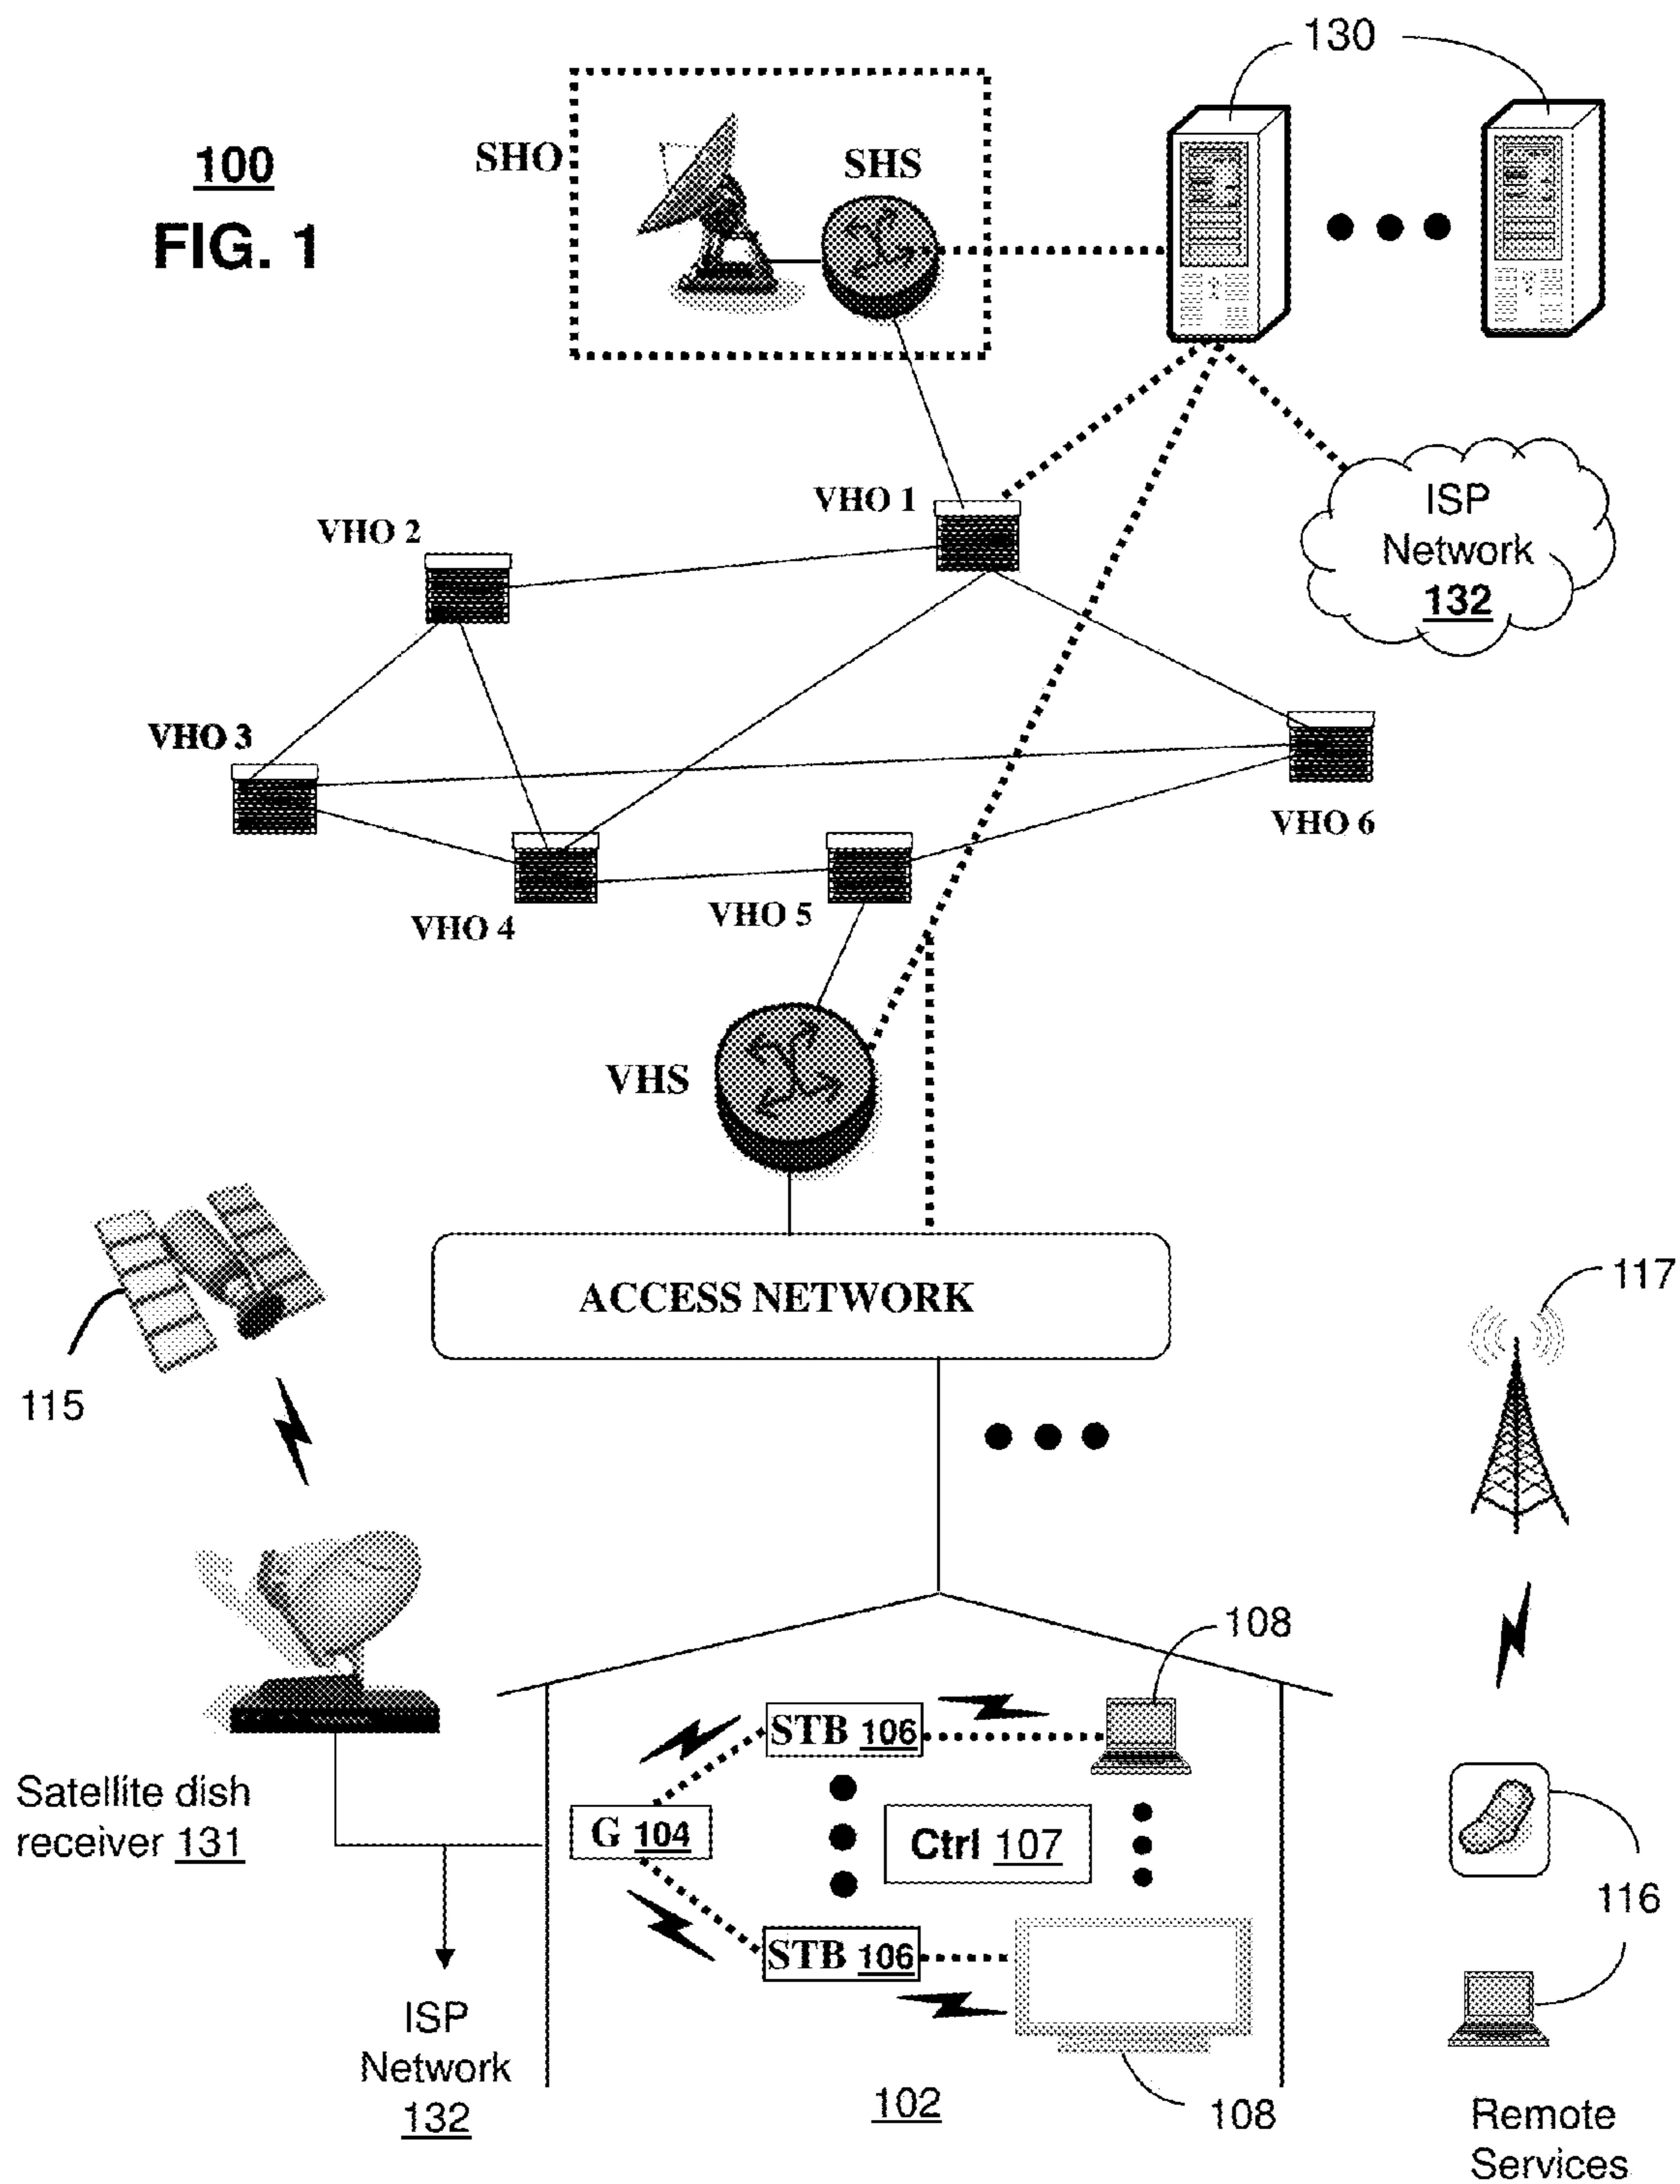 130
SHO
SHS
100
FIG. 1
VHO 1
ISP
Network
132
VHO 2
VHO 3
VHO 6
VHO 4
VHO 5
VHS
ACCESS NETWORK
117
115
108
STB 106
Satellite dish
receiver 131
G 104
Ctrl 107
116
STB 106
ISP
Network
132
102
108
Remote
Services